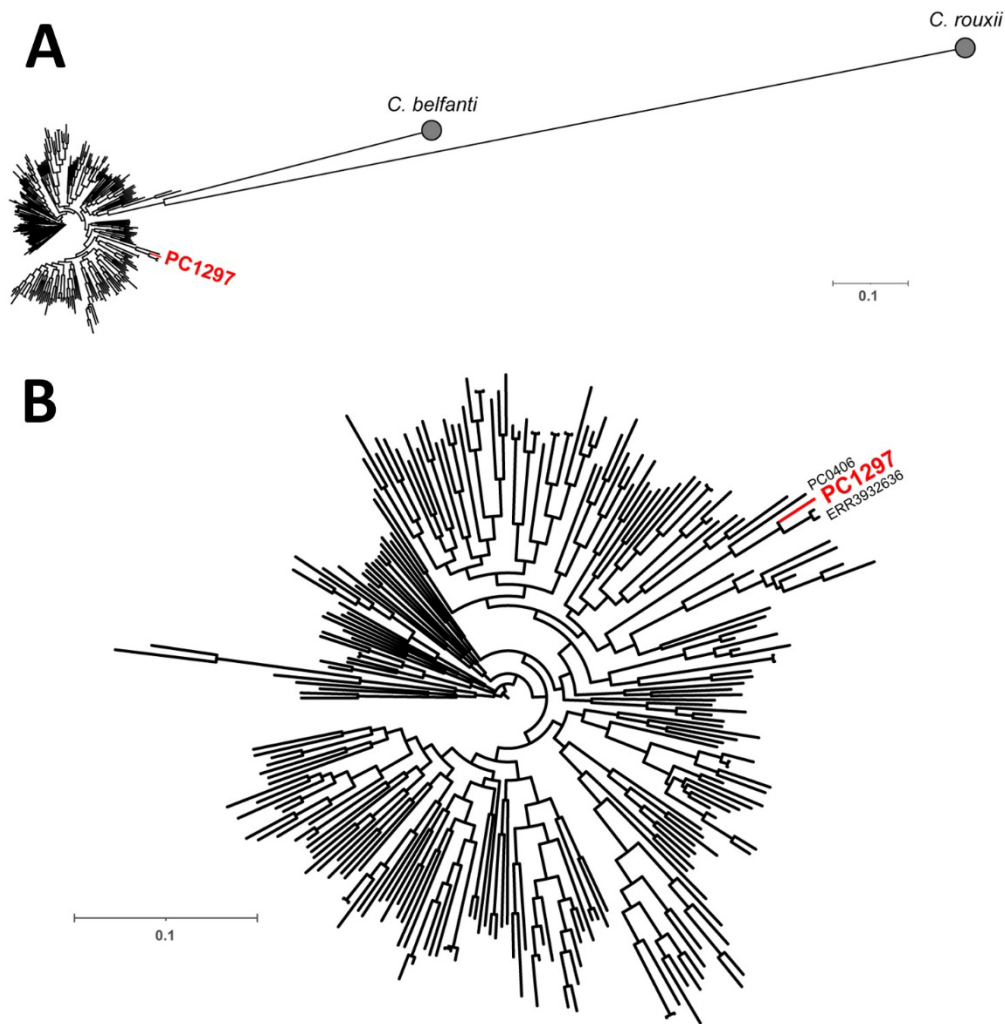 A
C. rouxii
C. belfanti
PC1297
0.1
B
PC0406
PC1297
ERR3932636
0.1